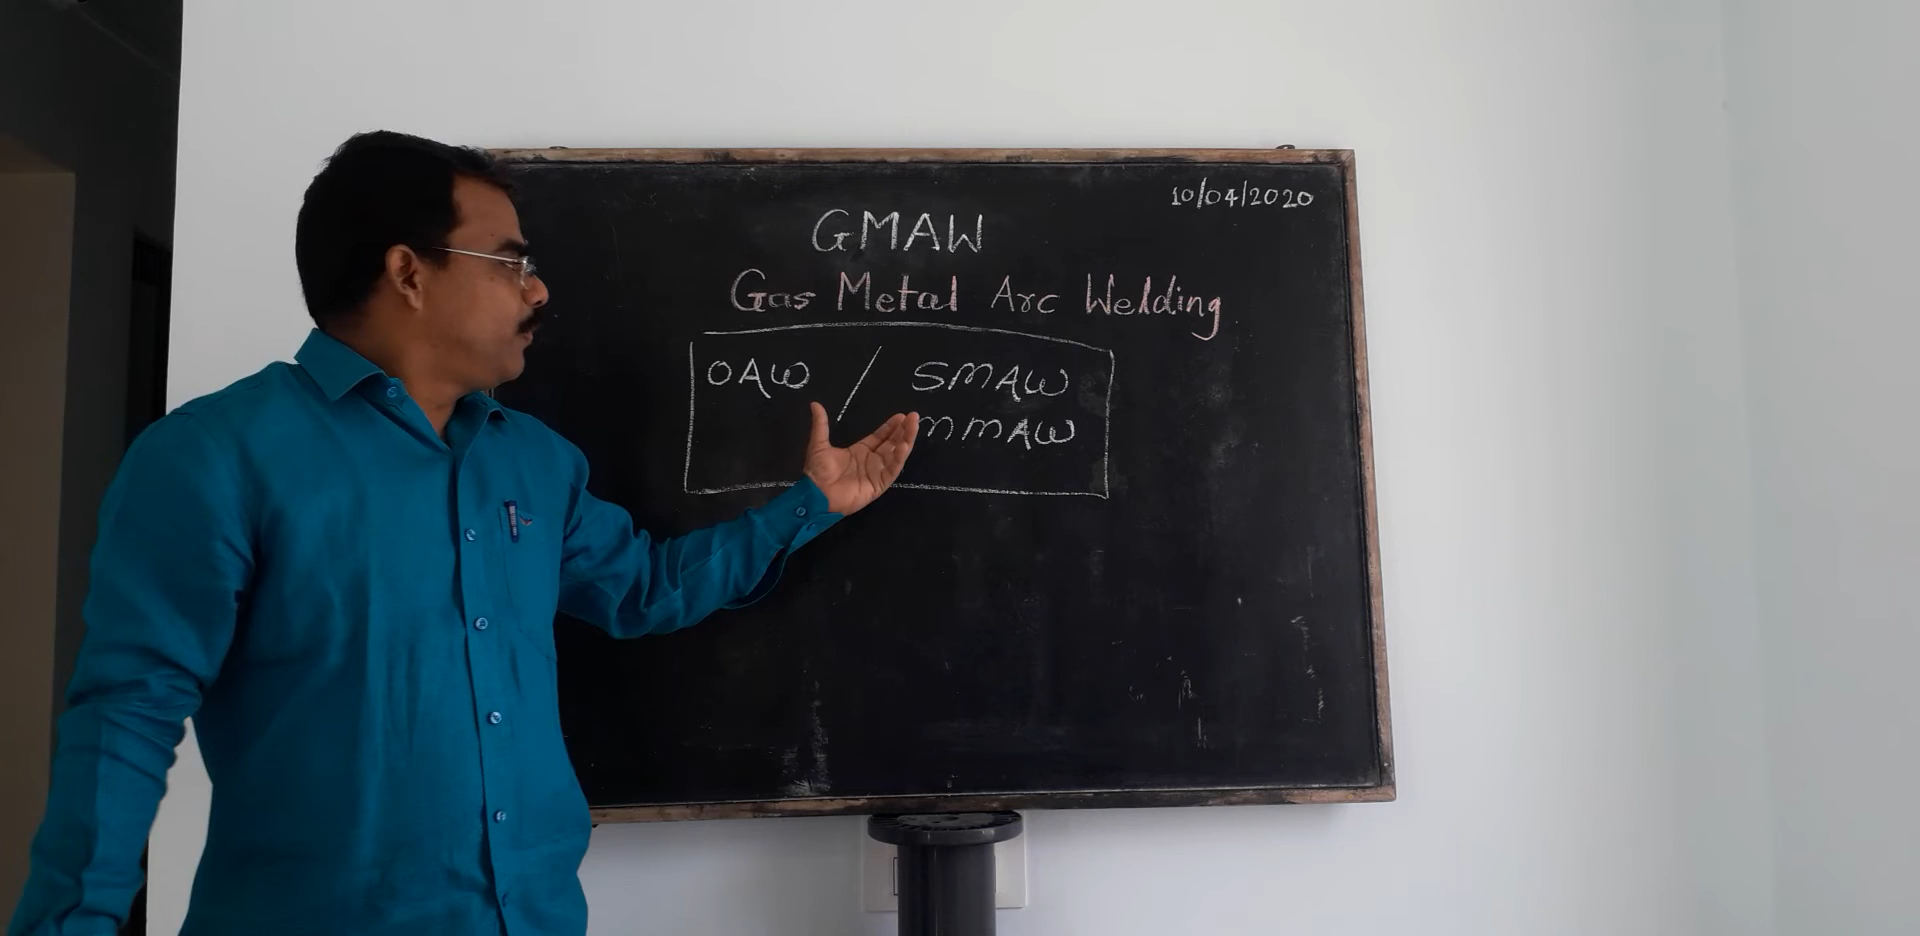 10/04/2020
GMAW
Gas Metal Arc Welding
OAW / SMAW
MMAW